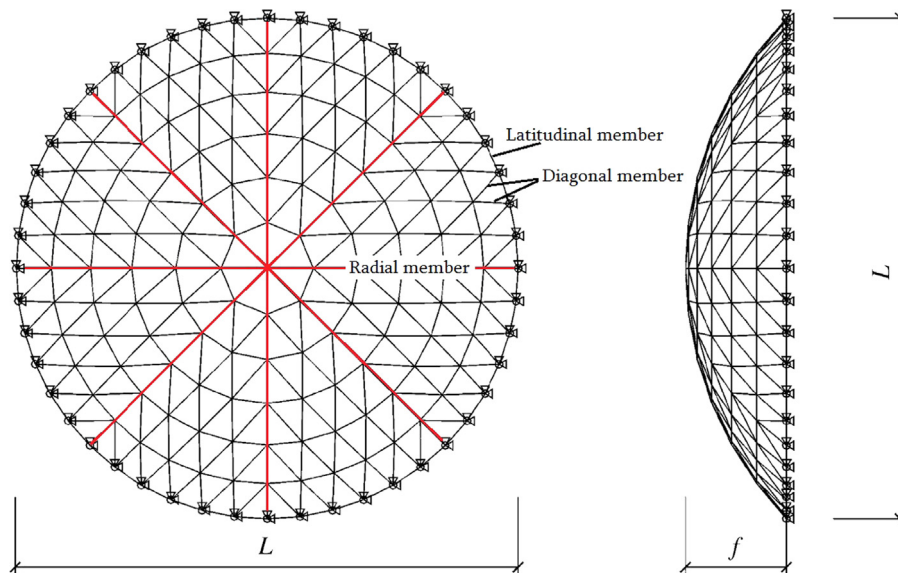 Latitudinal member
Diagonal member
Radial member
L
L
f